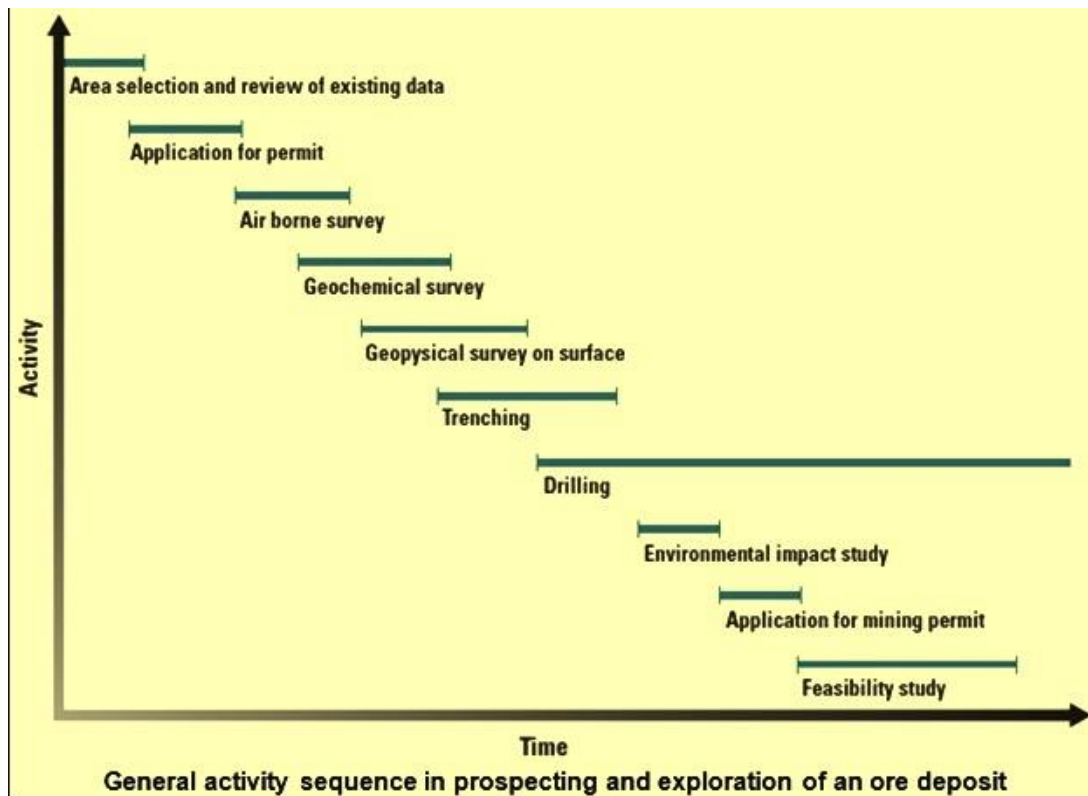 Area selection and review of existing data
Application for permit
Air borne survey
Geochemical survey
Geopysical survey on surface
Trenching
Drilling
Environmental impact study
Application for mining permit
Feasibility study
Activity
Time
General activity sequence in prospecting and exploration of an ore deposit